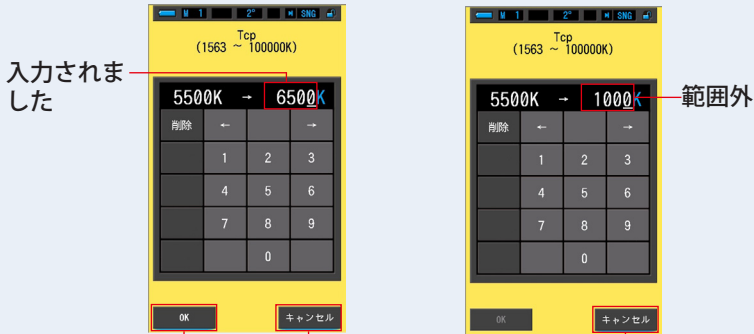 M 1 2° SNG
Tcp
(1563 ~ 100000K)
入力されま
した
5500K → 6500K
削除 ← →
1 2 3
4 5 6
7 8 9
0
OK キャンセル
M 1 2° SNG
Tcp
(1563 ~ 100000K)
5500K → 1000K
範囲外
削除 ← →
1 2 3
4 5 6
7 8 9
0
OK キャンセル